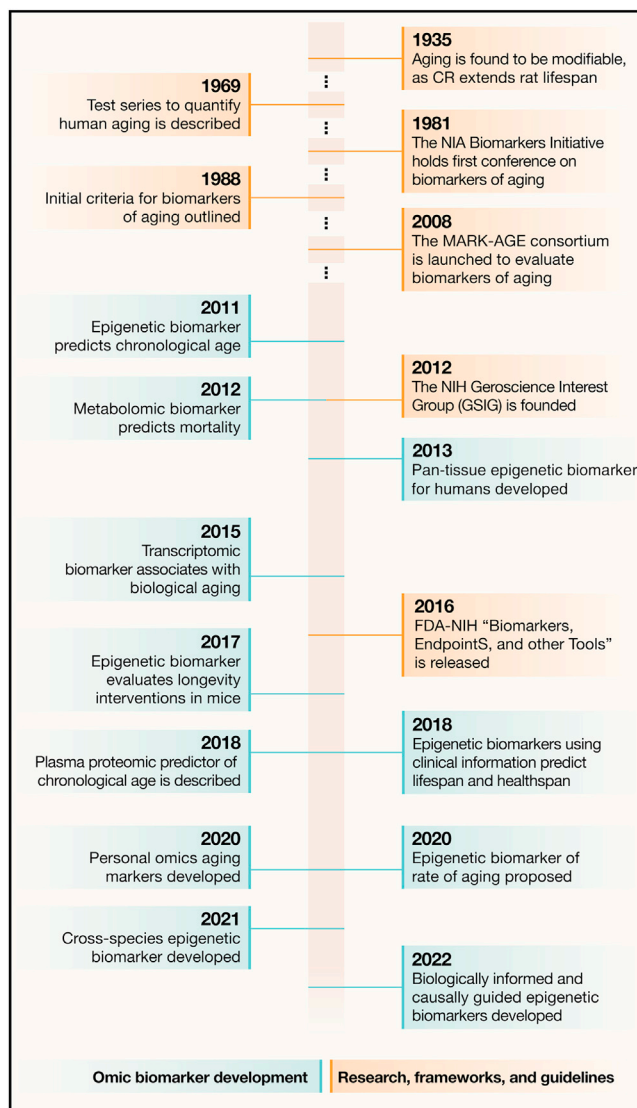 1935
Aging is found to be modifiable,
as CR extends rat lifespan
1969
Test series to quantify
human aging is described
1981
The NIA Biomarkers Initiative
holds first conference on
biomarkers of aging
1988
Initial criteria for biomarkers
of aging outlined
2008
The MARK-AGE consortium
is launched to evaluate
biomarkers of aging
2011
Epigenetic biomarker
predicts chronological age
2012
Metabolomic biomarker
predicts mortality
2012
The NIH Geroscience Interest
Group (GSIG) is founded
2013
Pan-tissue epigenetic biomarker
for humans developed
2015
Transcriptomic
biomarker associates with
biological aging
2016
FDA-NIH “Biomarkers,
EndpointS, and other Tools”
is released
2017
Epigenetic biomarker
evaluates longevity
interventions in mice
2018
Plasma proteomic predictor of
chronological age is described
2018
Epigenetic biomarkers using
clinical information predict
lifespan and healthspan
2020
Personal omics aging
markers developed
2020
Epigenetic biomarker of
rate of aging proposed
2021
Cross-species epigenetic
biomarker developed
2022
Biologically informed and
causally guided epigenetic
biomarkers developed
Omic biomarker development
Research, frameworks, and guidelines